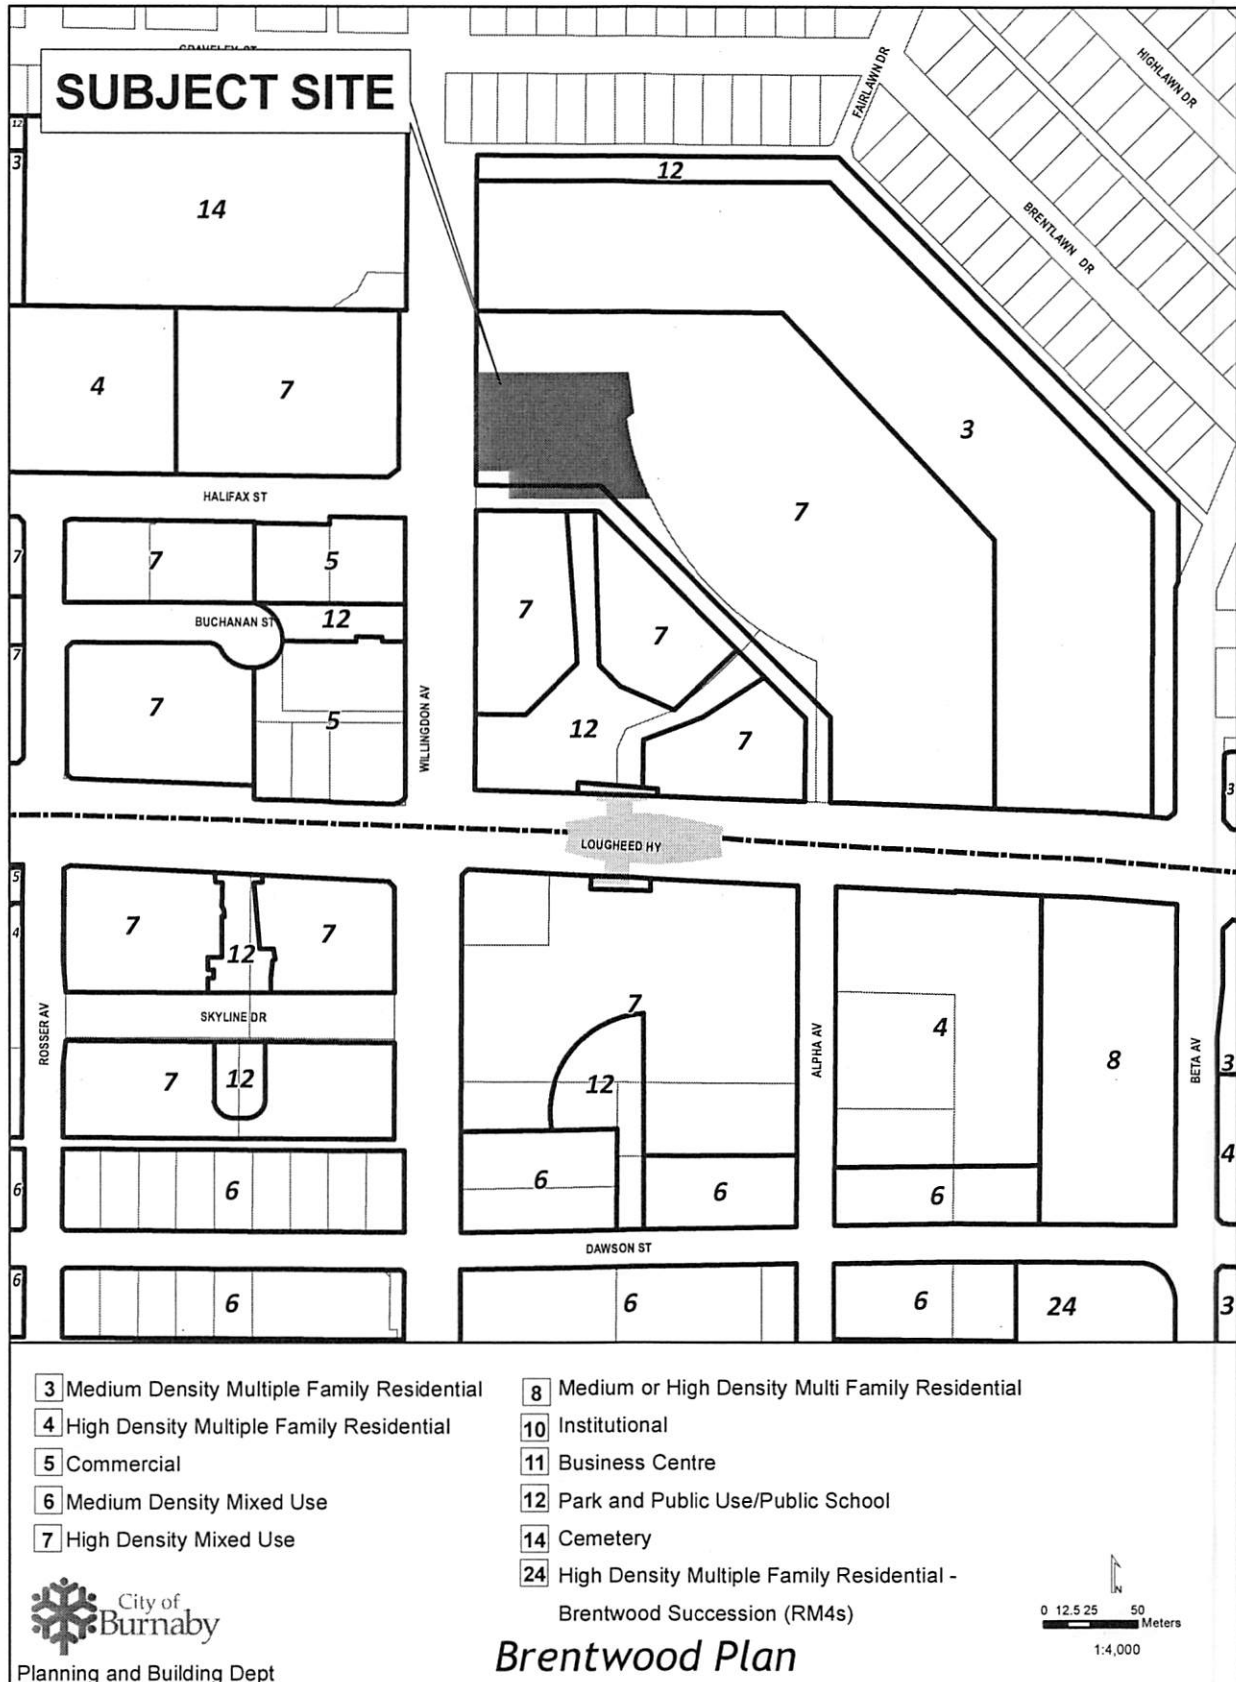 GRAVELEY ST
SUBJECT SITE
FAIRLAWN DR
HIGHLAWN DR
BRENTLAWN DR
12
3
14
12
4
7
3
7
HALIFAX ST
7
7
5
BUCHANAN ST
12
7
7
5
WILLINGDON AV
7
7
12
7
3
LOUGHEED HY
5
4
7
12
7
ROSSER AV
SKYLINE DR
7
12
7
12
ALPHA AV
4
8
BETA AV
3
4
6
6
6
6
6
DAWSON ST
6
6
6
6
24
3
3 Medium Density Multiple Family Residential
4 High Density Multiple Family Residential
5 Commercial
6 Medium Density Mixed Use
7 High Density Mixed Use
8 Medium or High Density Multi Family Residential
10 Institutional
11 Business Centre
12 Park and Public Use/Public School
14 Cemetery
24 High Density Multiple Family Residential -
Brentwood Succession (RM4s)
City of
Burnaby
Planning and Building Dept
Brentwood Plan
N
0 12.5 25 50
Meters
1:4,000